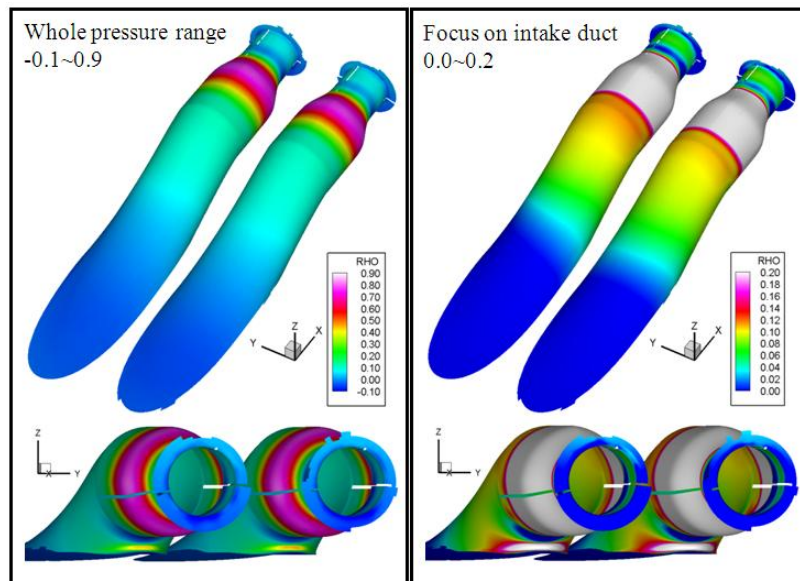 Whole pressure range
-0.1~0.9
RHO
0.90
0.80
0.70
0.60
0.50
0.40
0.30
0.20
0.10
0.00
-0.10
Z
X
Y
Z
X
Y
Focus on intake duct
0.0~0.2
RHO
0.20
0.18
0.16
0.14
0.12
0.10
0.08
0.06
0.04
0.02
0.00
Z
X
Y
Z
X
Y